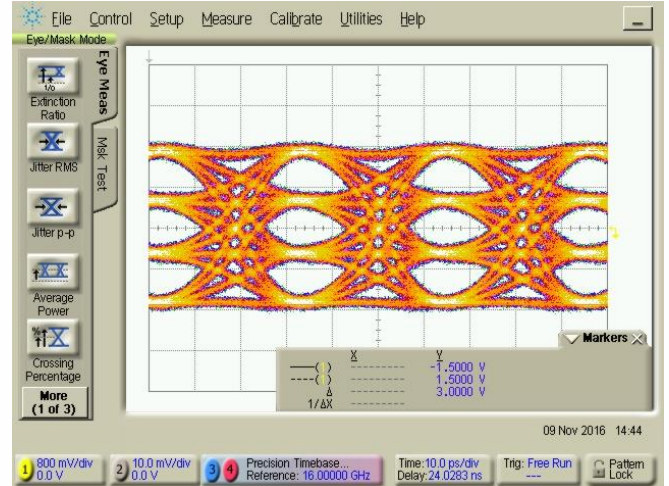 File Control Setup Measure Calibrate Utilities Help
Eye/Mask Mode
Eye Meas
Msk Test
1/0
Extinction
Ratio
Jitter RMS
Jitter p-p
Average
Power
Crossing
Percentage
More
(1 of 3)
Markers
X Y
( 1 ) ---------- -1.5000 V
----( 1 ) ---------- 1.5000 V
Δ ---------- 3.0000 V
1/ΔX ----------
09 Nov 2016 14:44
1 800 mV/div
0.0 V
2 10.0 mV/div
0.0 V
3 4 Precision Timebase...
Reference: 16.00000 GHz
Time:10.0 ps/div
Delay:24.0283 ns
Trig: Free Run
---
Pattern
Lock